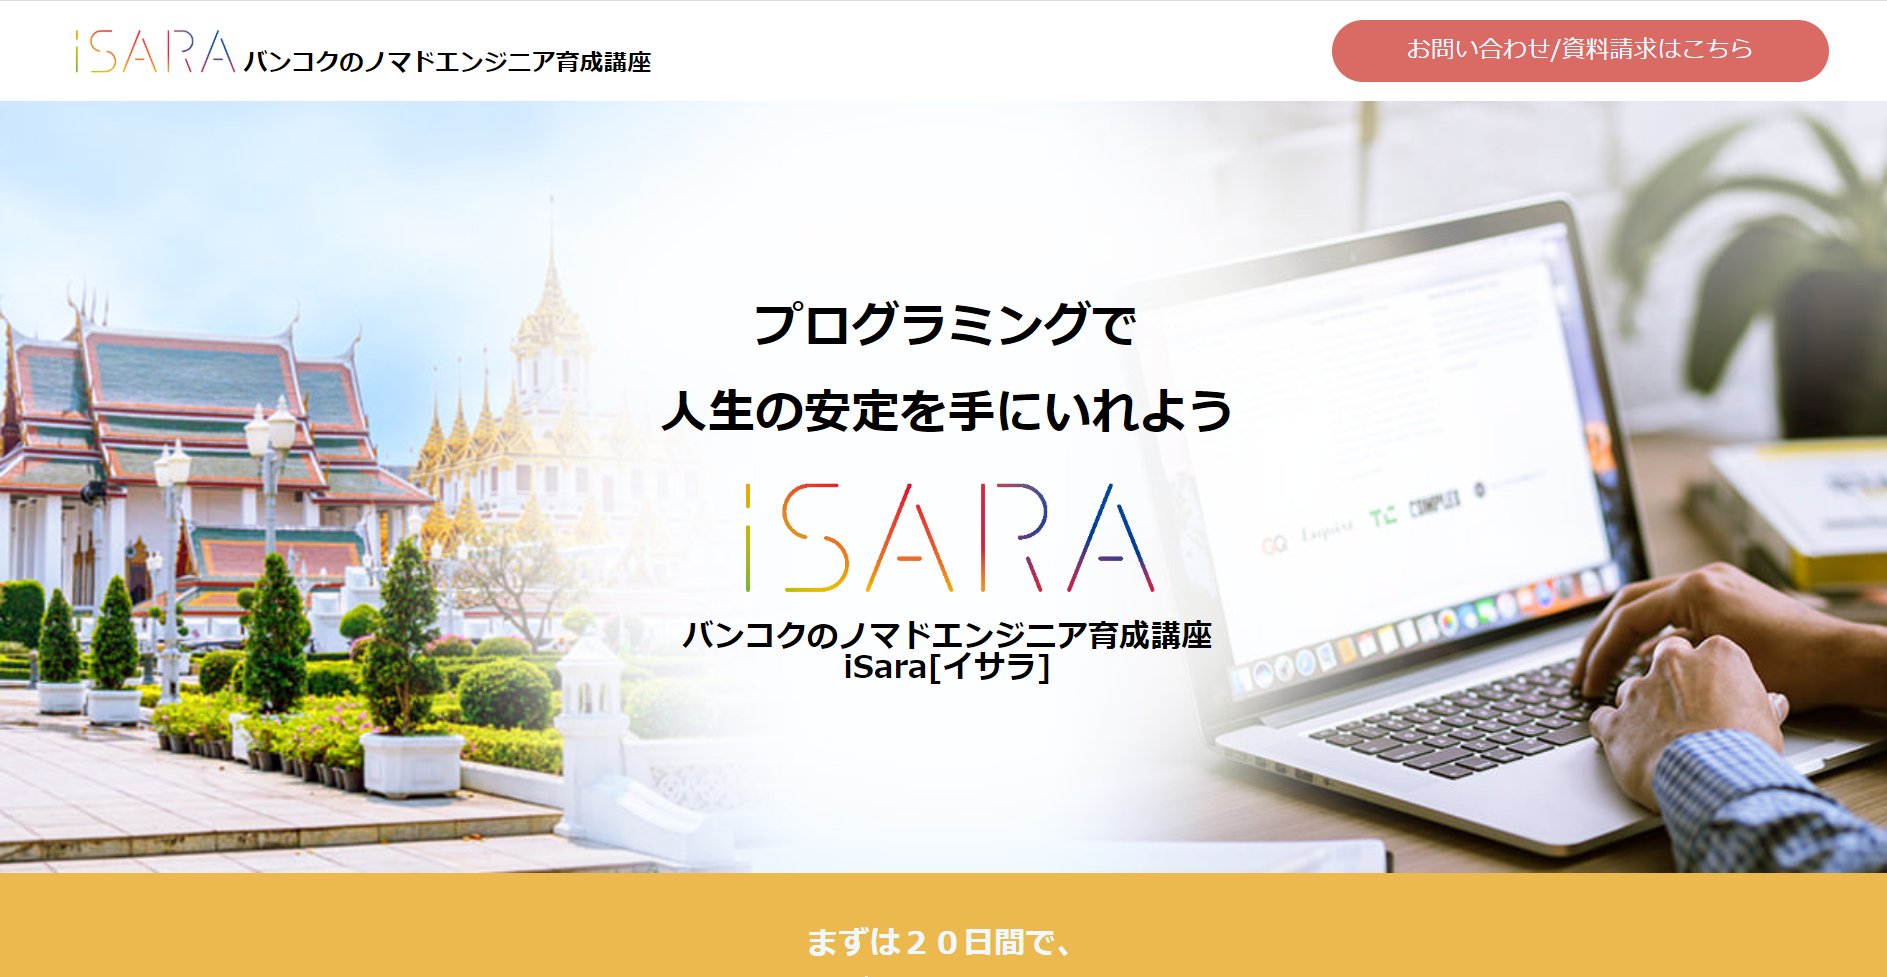 iSARA バンコクのノマドエンジニア育成講座
お問い合わせ/資料請求はこちら
プログラミングで
人生の安定を手にいれよう
iSARA
バンコクのノマドエンジニア育成講座
iSara[イサラ]
GQ Esquire TC COMPLEX
まずは２０日間で、